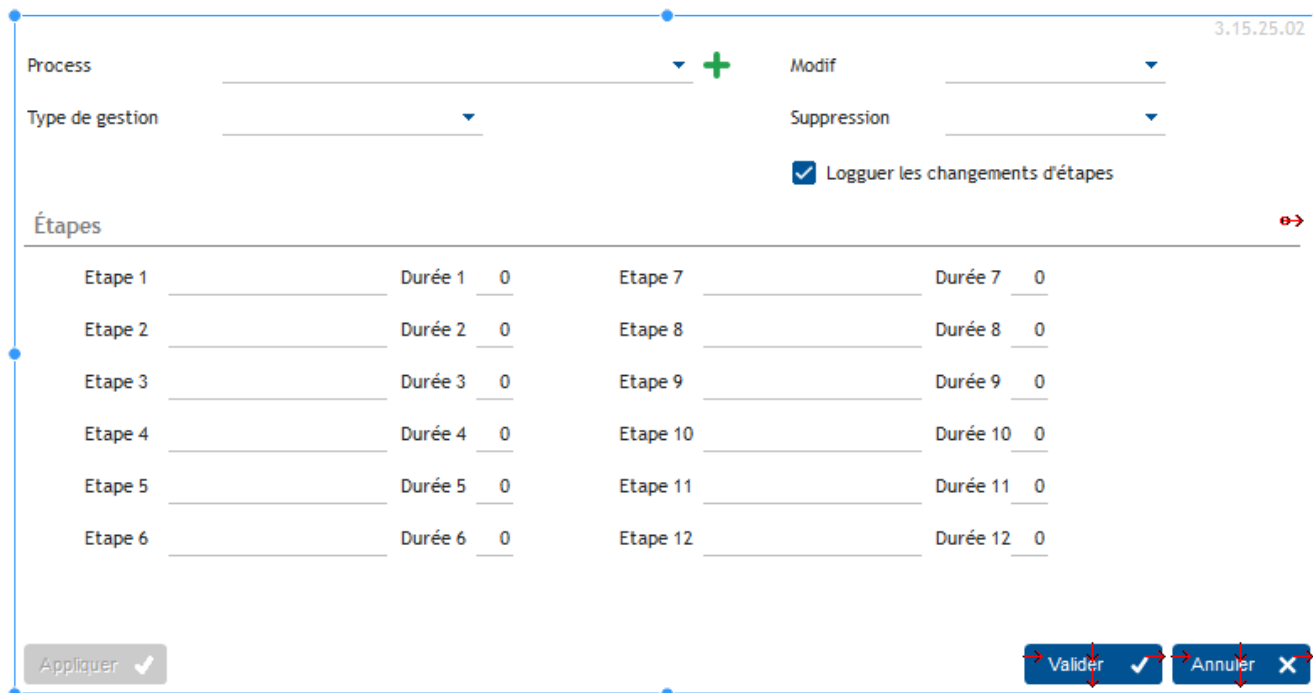 3.15.25.02
Process Modif
Type de gestion Suppression
Logguer les changements d'étapes
Étapes
Etape 1 Durée 1 0 Etape 7 Durée 7 0
Etape 2 Durée 2 0 Etape 8 Durée 8 0
Etape 3 Durée 3 0 Etape 9 Durée 9 0
Etape 4 Durée 4 0 Etape 10 Durée 10 0
Etape 5 Durée 5 0 Etape 11 Durée 11 0
Etape 6 Durée 6 0 Etape 12 Durée 12 0
Appliquer Valider Annuler